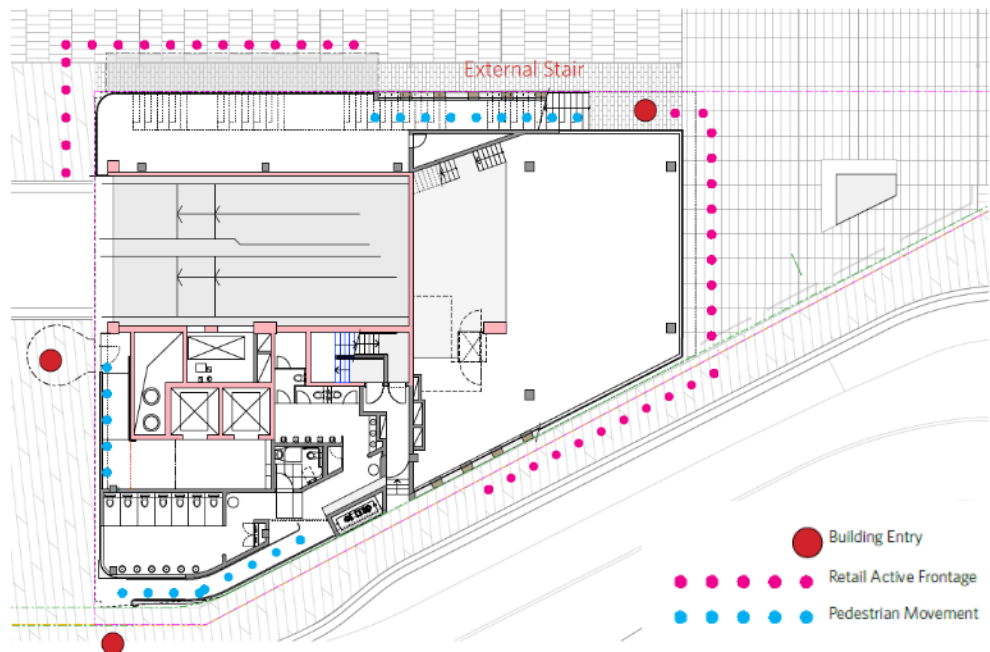 External Stair
Building Entry
Retail Active Frontage
Pedestrian Movement